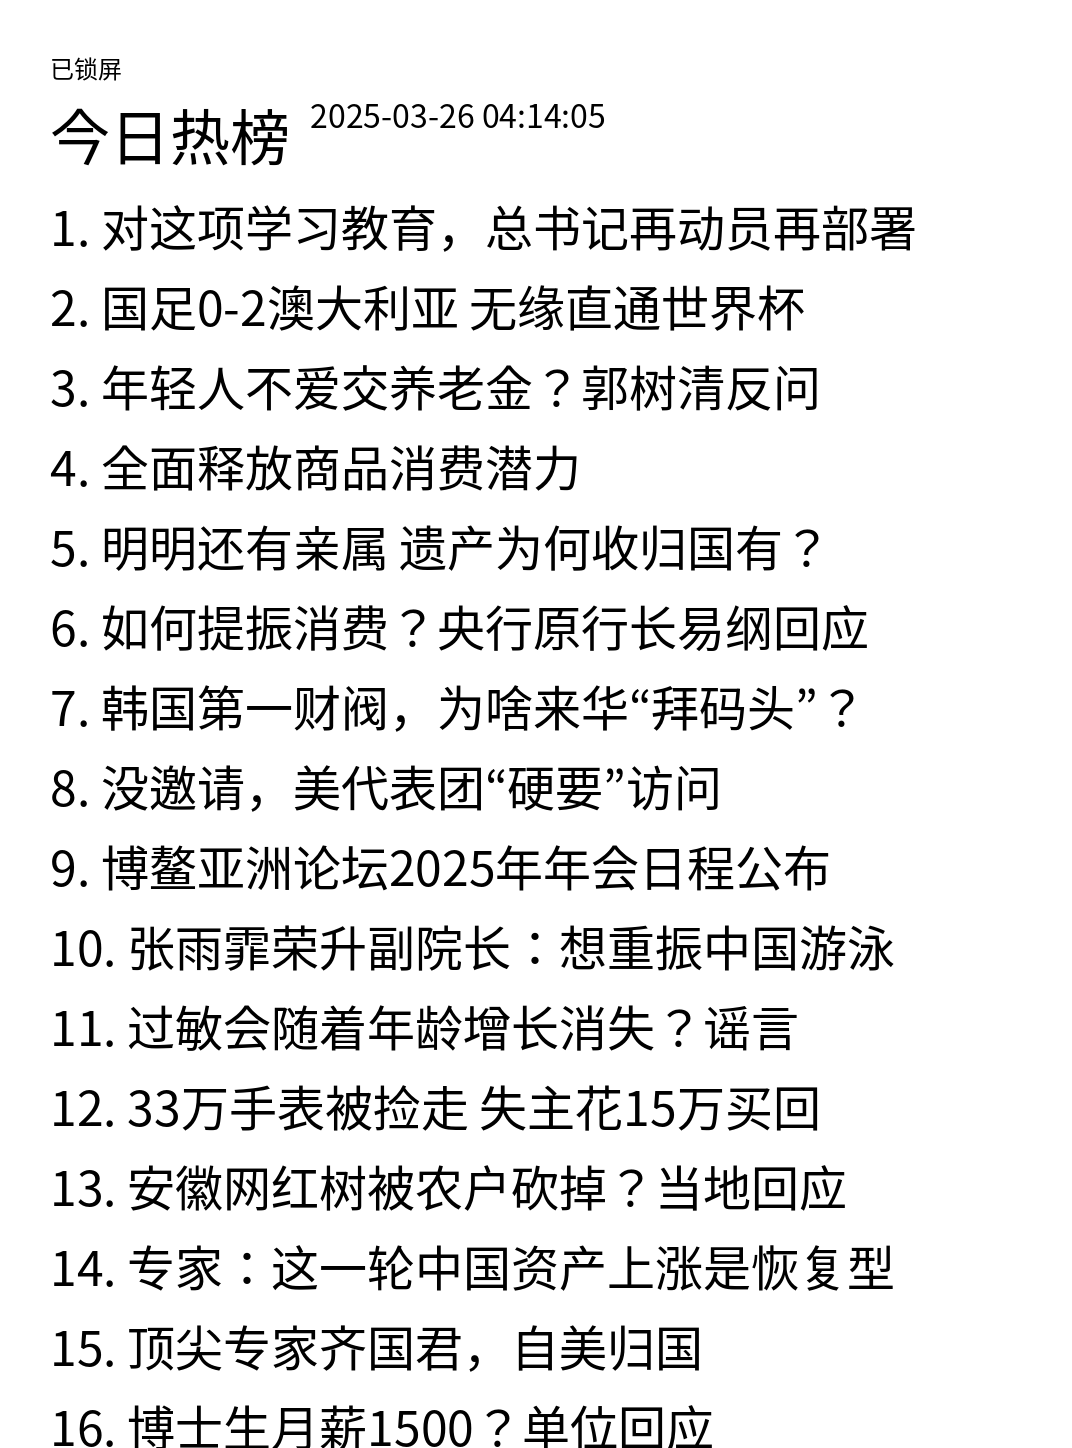 已锁屏
今日热榜 2025-03-26 04:14:05
1. 对这项学习教育，总书记再动员再部署
2. 国足0-2澳大利亚 无缘直通世界杯
3. 年轻人不爱交养老金？郭树清反问
4. 全面释放商品消费潜力
5. 明明还有亲属 遗产为何收归国有？
6. 如何提振消费？央行原行长易纲回应
7. 韩国第一财阀，为啥来华“拜码头”？
8. 没邀请，美代表团“硬要”访问
9. 博鳌亚洲论坛2025年年会日程公布
10. 张雨霏荣升副院长：想重振中国游泳
11. 过敏会随着年龄增长消失？谣言
12. 33万手表被捡走 失主花15万买回
13. 安徽网红树被农户砍掉？当地回应
14. 专家：这一轮中国资产上涨是恢复型
15. 顶尖专家齐国君，自美归国
16. 博士生月薪1500？单位回应